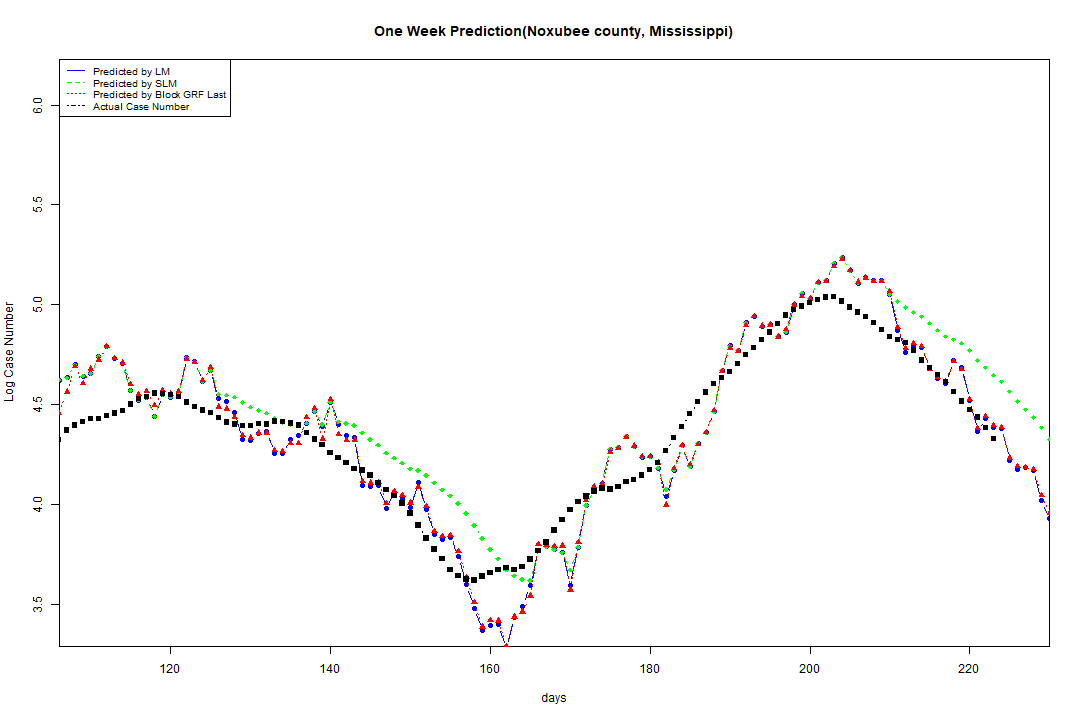 One Week Prediction(Noxubee county, Mississippi)
Predicted by LM
Predicted by SLM
Predicted by Block GRF Last
Actual Case Number
6.0
5.5
5.0
4.5
4.0
3.5
Log Case Number
120 140 160 180 200 220
days